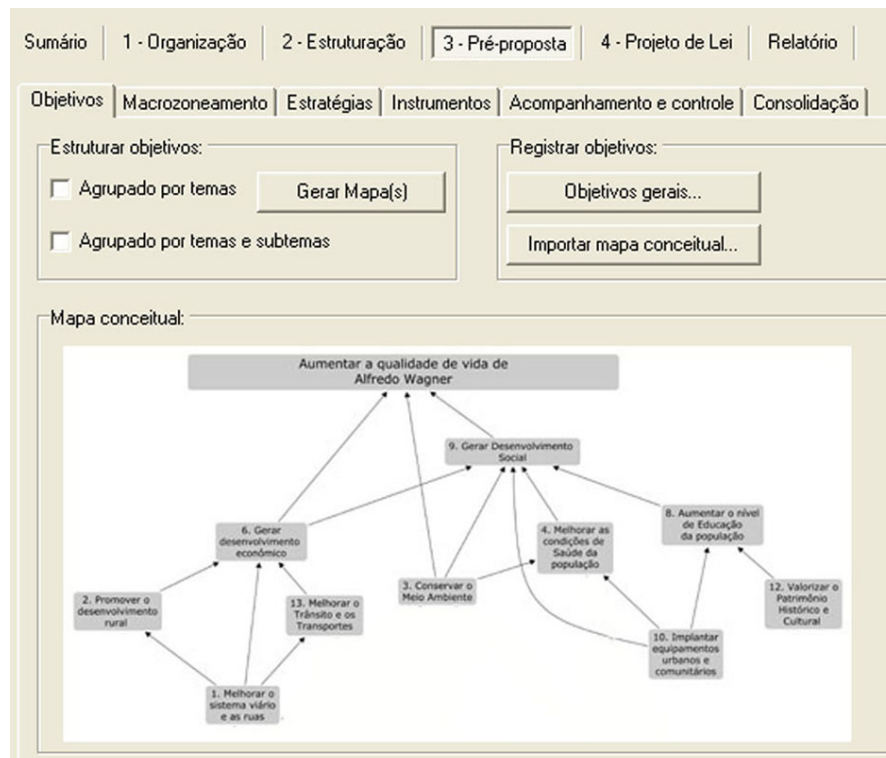 Sumário
1 - Organização
2 - Estruturação
3 - Pré-proposta
4 - Projeto de Lei
Relatório
Objetivos
Macrozoneamento
Estratégias
Instrumentos
Acompanhamento e controle
Consolidação
Estruturar objetivos:
Agrupado por temas
Gerar Mapa(s)
Agrupado por temas e subtemas
Registrar objetivos:
Objetivos gerais...
Importar mapa conceitual...
Mapa conceitual:
Aumentar a qualidade de vida de
Alfredo Wagner
9. Gerar Desenvolvimento
Social
6. Gerar
desenvolvimento
econômico
4. Melhorar as
condições de
Saúde da
população
8. Aumentar o nível
de Educação
da população
2. Promover o
desenvolvimento
rural
13. Melhorar o
Trânsito e os
Transportes
3. Conservar o
Meio Ambiente
12. Valorizar o
Patrimônio
Histórico e
Cultural
10. Implantar
equipamentos
urbanos e
comunitários
1. Melhorar o
sistema viário
e as ruas